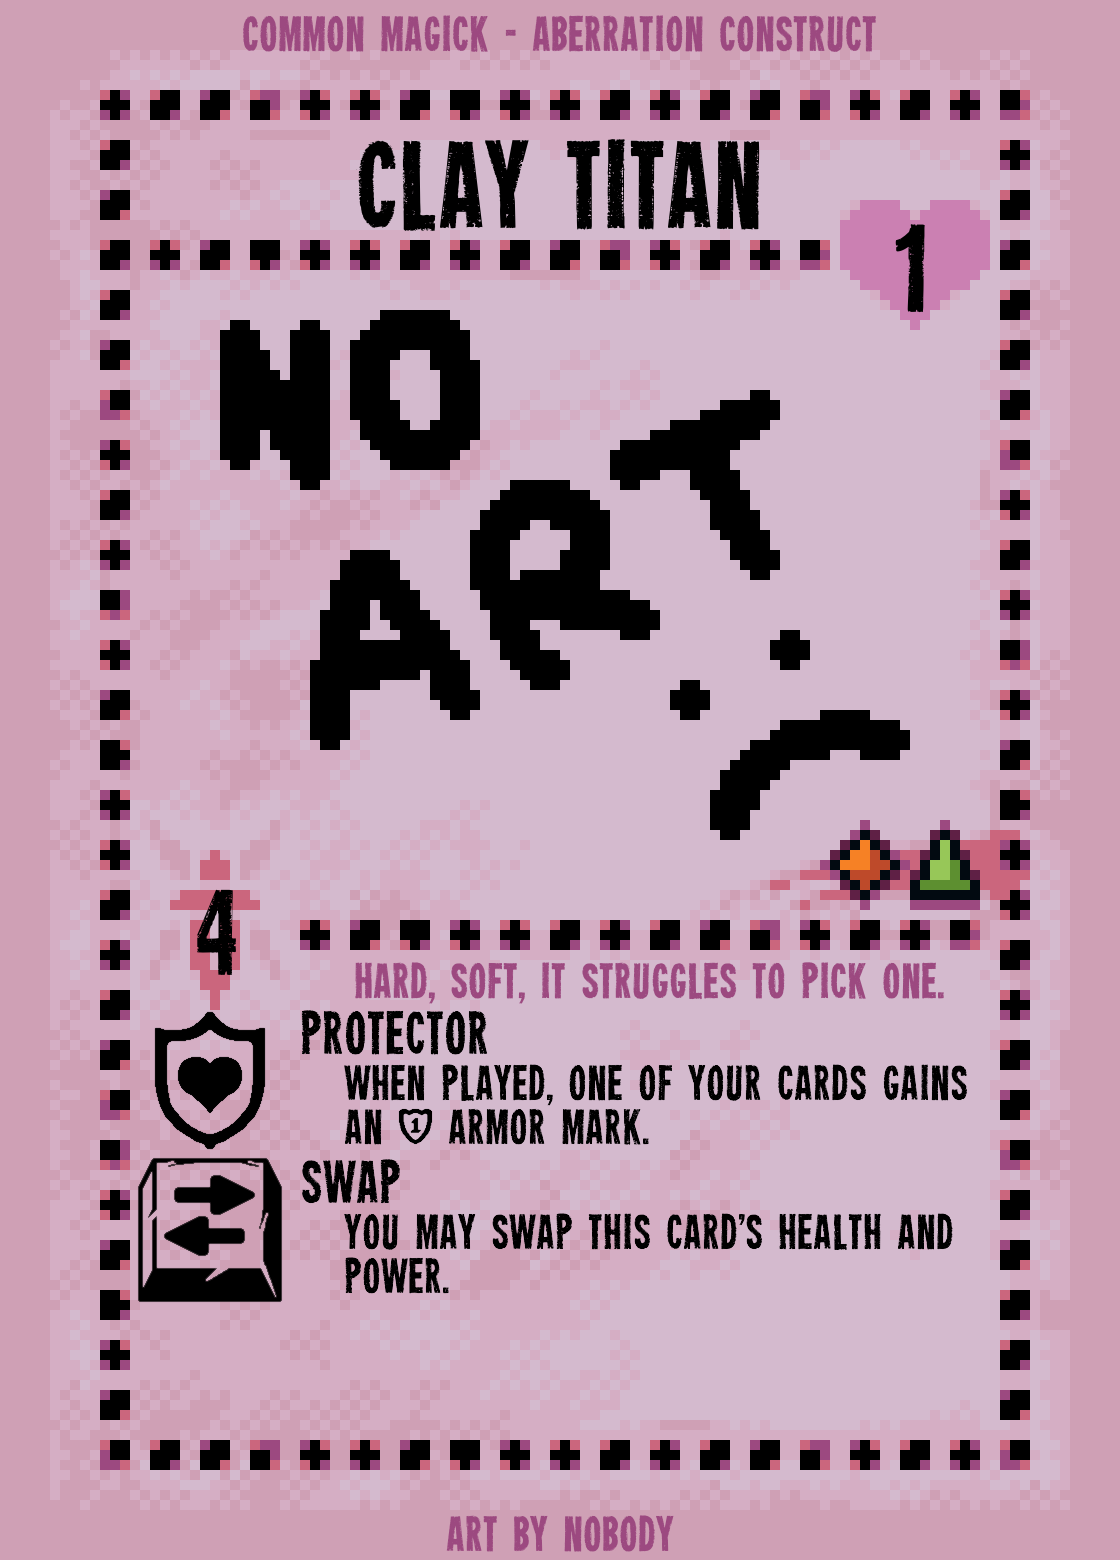 COMMON MAGICK - ABERRATION CONSTRUCT
CLAY TITAN
1
NO
ART
4
HARD, SOFT, IT STRUGGLES TO PICK ONE.
PROTECTOR
WHEN PLAYED, ONE OF YOUR CARDS GAINS
AN 1 ARMOR MARK.
SWAP
YOU MAY SWAP THIS CARD'S HEALTH AND
POWER.
ART BY NOBODY